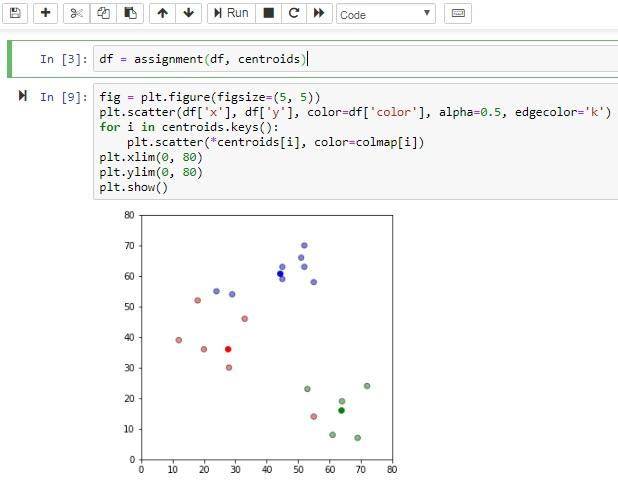 Run
Code
In [3]: df = assignment(df, centroids)
In [9]: fig = plt.figure(figsize=(5, 5))
plt.scatter(df['x'], df['y'], color=df['color'], alpha=0.5, edgecolor='k')
for i in centroids.keys():
    plt.scatter(*centroids[i], color=colmap[i])
plt.xlim(0, 80)
plt.ylim(0, 80)
plt.show()
80
70
60
50
40
30
20
10
0
0 10 20 30 40 50 60 70 80